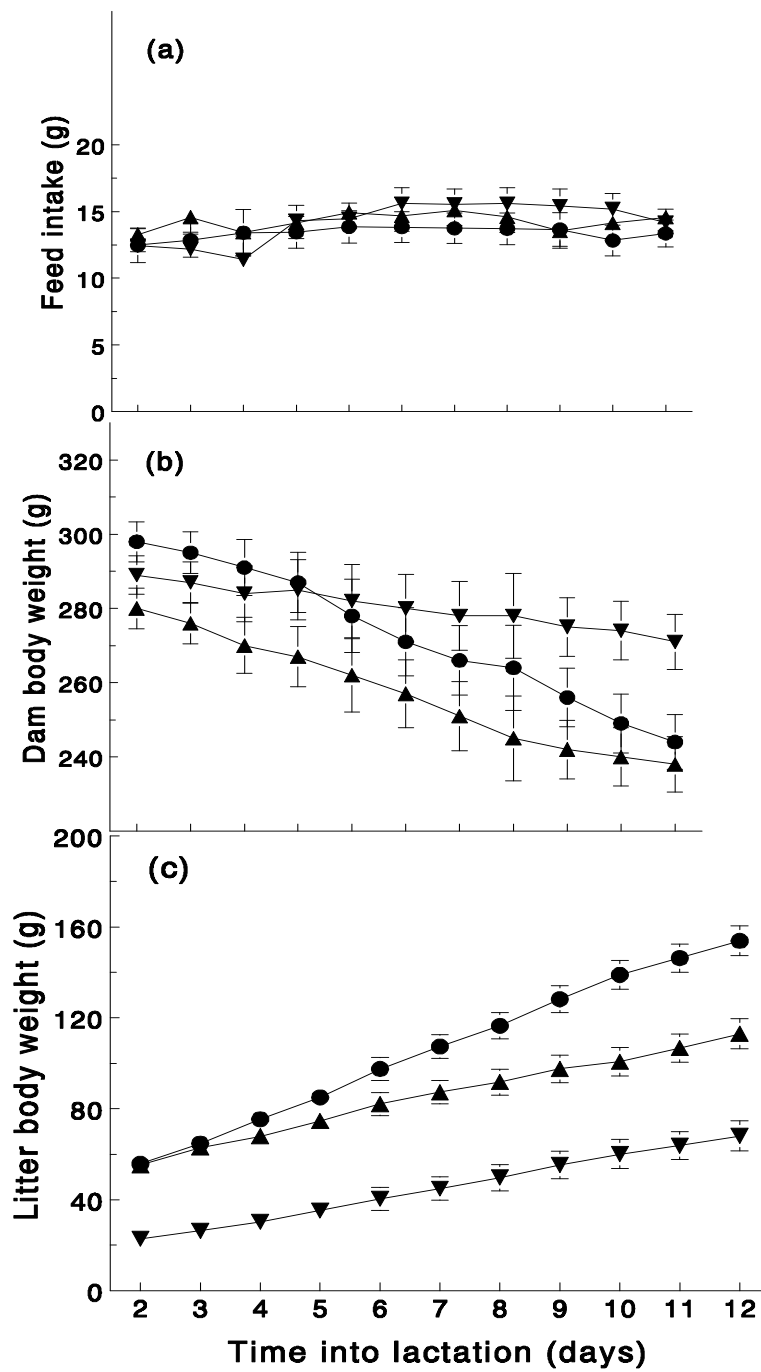 (a)
20
15
10
5
0
Feed intake (g)
(b)
320
300
280
260
240
Dam body weight (g)
(c)
200
160
120
80
40
0
Litter body weight (g)
2 3 4 5 6 7 8 9 10 11 12
Time into lactation (days)